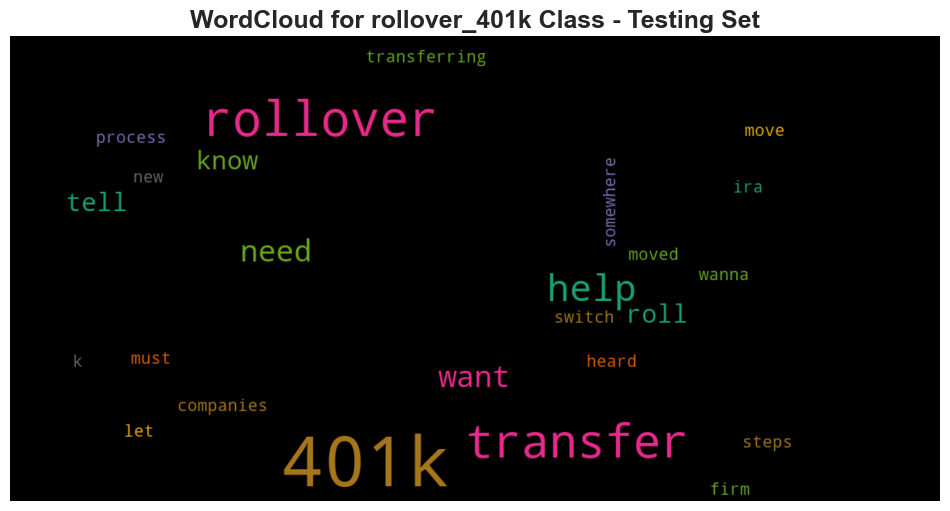 WordCloud for rollover_401k Class - Testing Set
transferring
rollover
move
process
know
new
somewhere
ira
tell
need
moved
wanna
help
switch
roll
k
must
heard
want
companies
let
transfer
steps
401k
firm